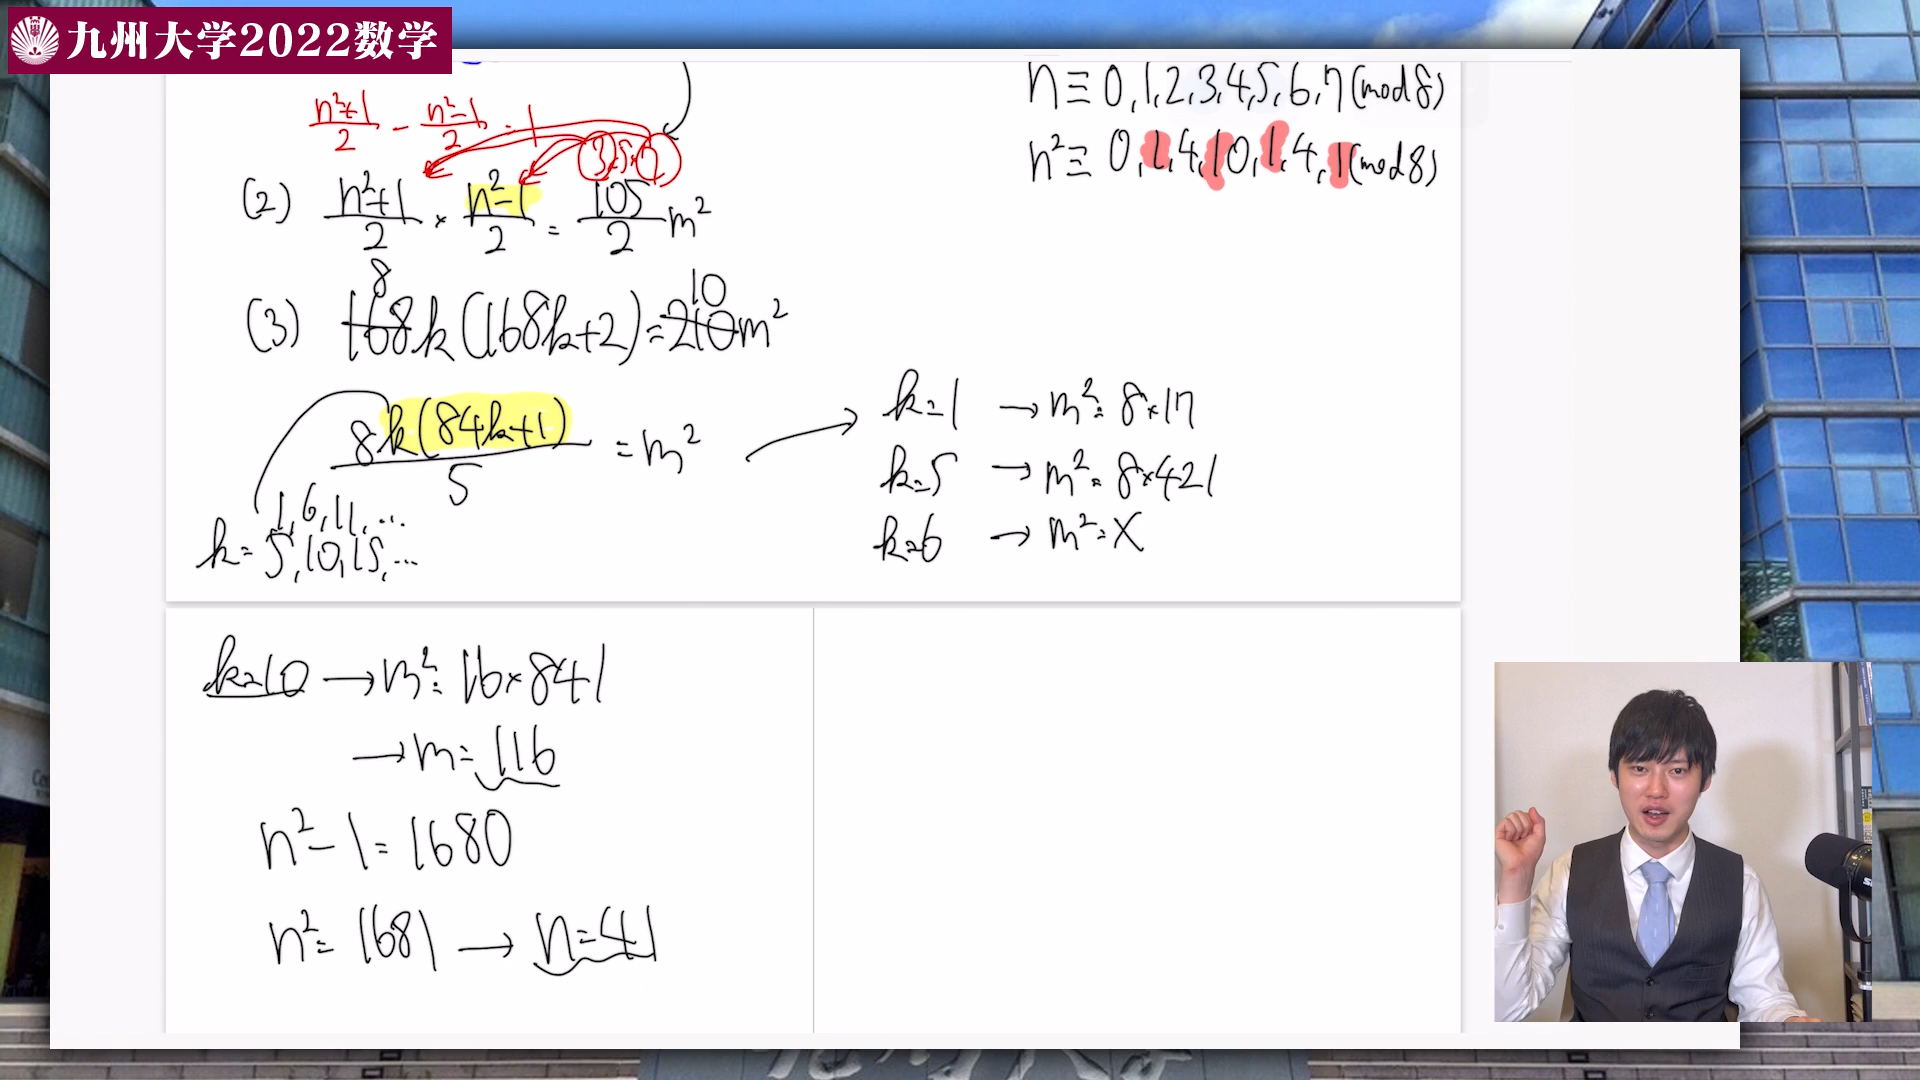 九州大学2022数学
n≡0,1,2,3,4,5,6,7(mod8)
n²≡0,1,4,1,0,1,4,1(mod8)
(n²+1)/2 - (n²-1)/2 = 1
3・5・7
(2) (n²+1)/2 × (n²-1)/2 = 105/2 m²
8 10
(3) 168k(168k+2)=210m²
8k(84k+1)/5 = m²
1,6,11,…
k=5,10,15,…
k=1 → m²=8×17
k=5 → m²=8×421
k=6 → m²=X
k=10 → m²=16×841
→ m=116
n²-1=1680
n²=1681 → n=41